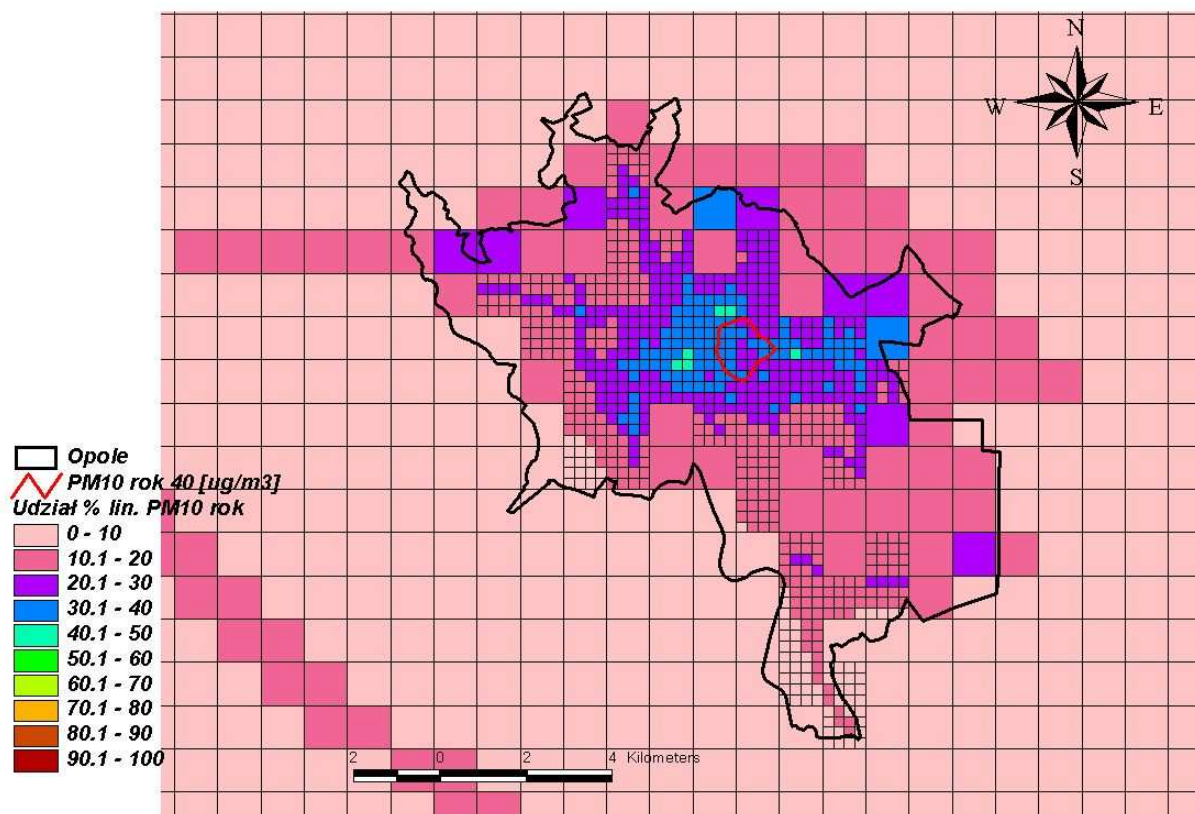 N
W E
S
Opole
PM10 rok 40 [ug/m3]
Udział % lin. PM10 rok
0 - 10
10.1 - 20
20.1 - 30
30.1 - 40
40.1 - 50
50.1 - 60
60.1 - 70
70.1 - 80
80.1 - 90
90.1 - 100
2 0 2 4 Kilometers